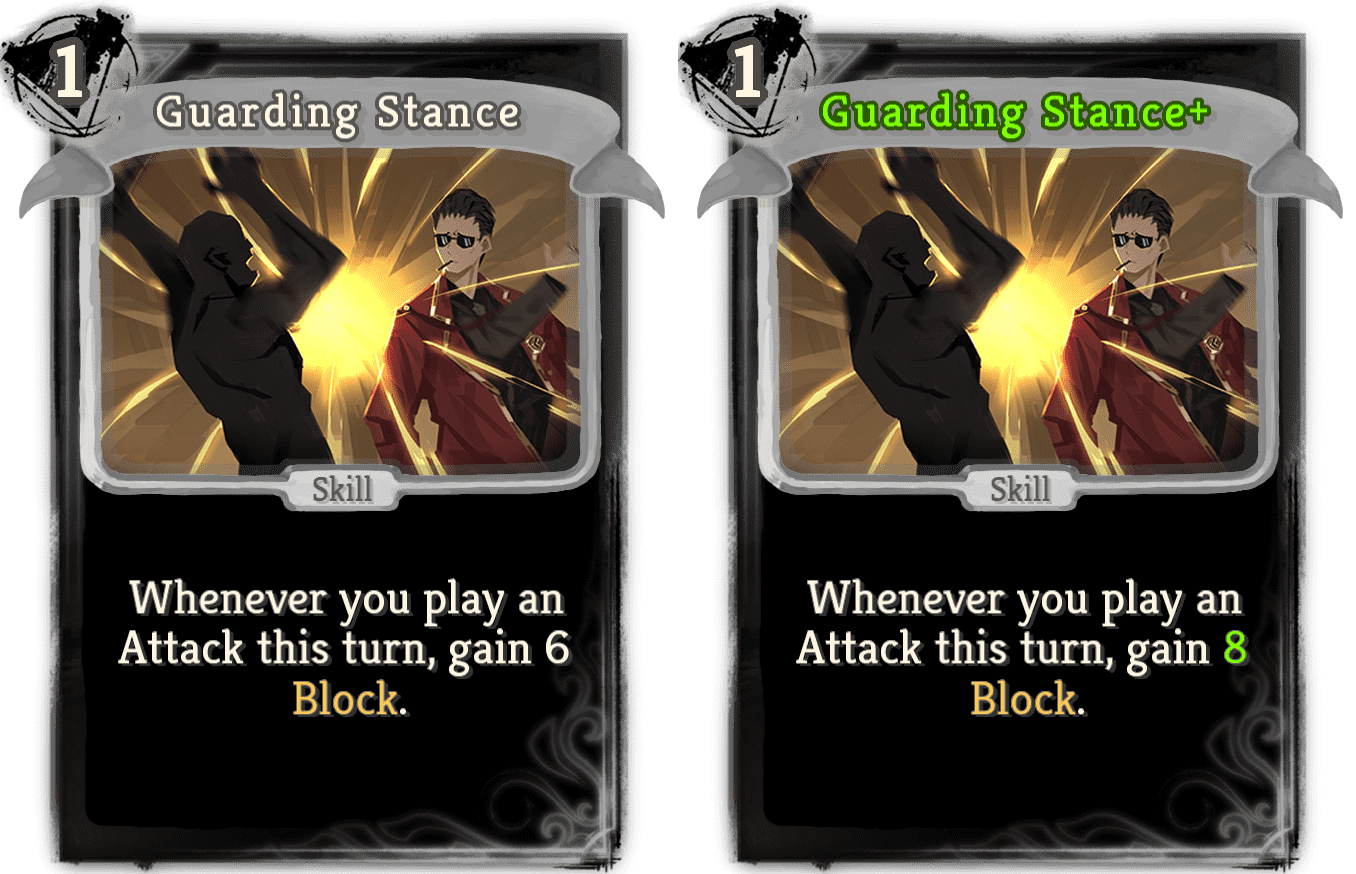 1
Guarding Stance
Skill
Whenever you play an
Attack this turn, gain 6
Block.
1
Guarding Stance+
Skill
Whenever you play an
Attack this turn, gain 8
Block.